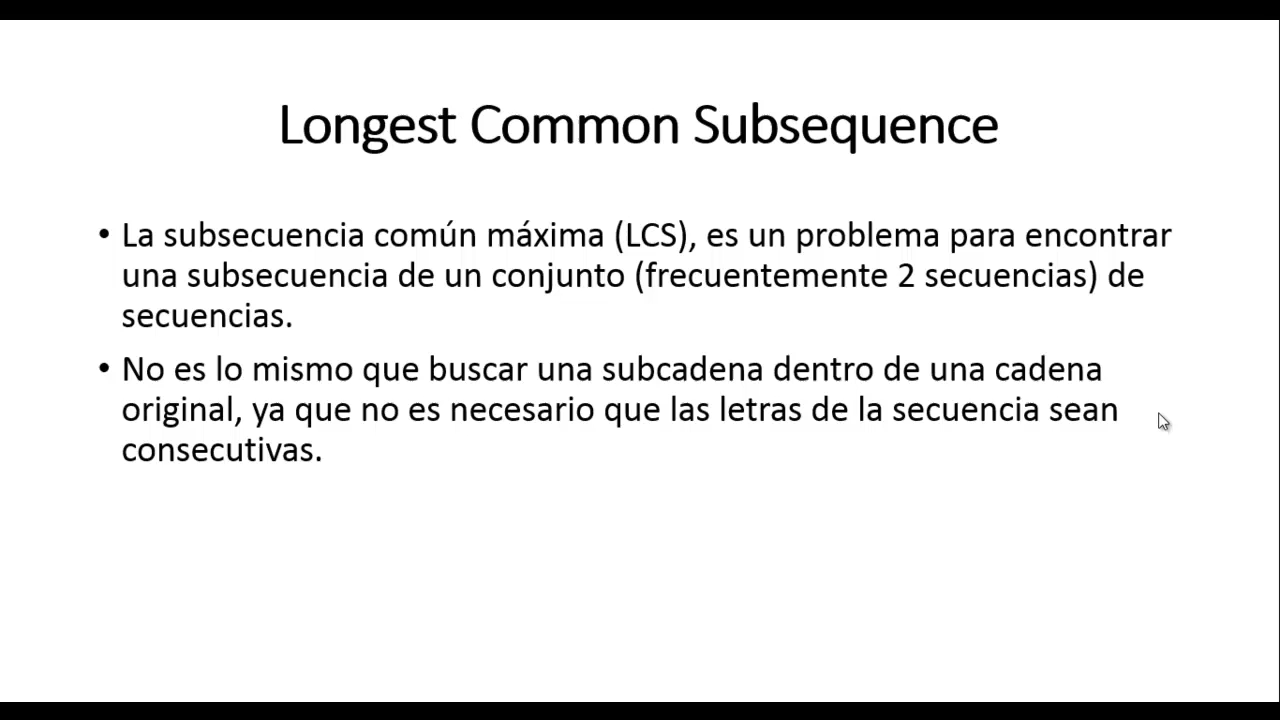 Longest Common Subsequence
• La subsecuencia común máxima (LCS), es un problema para encontrar
una subsecuencia de un conjunto (frecuentemente 2 secuencias) de
secuencias.
• No es lo mismo que buscar una subcadena dentro de una cadena
original, ya que no es necesario que las letras de la secuencia sean
consecutivas.